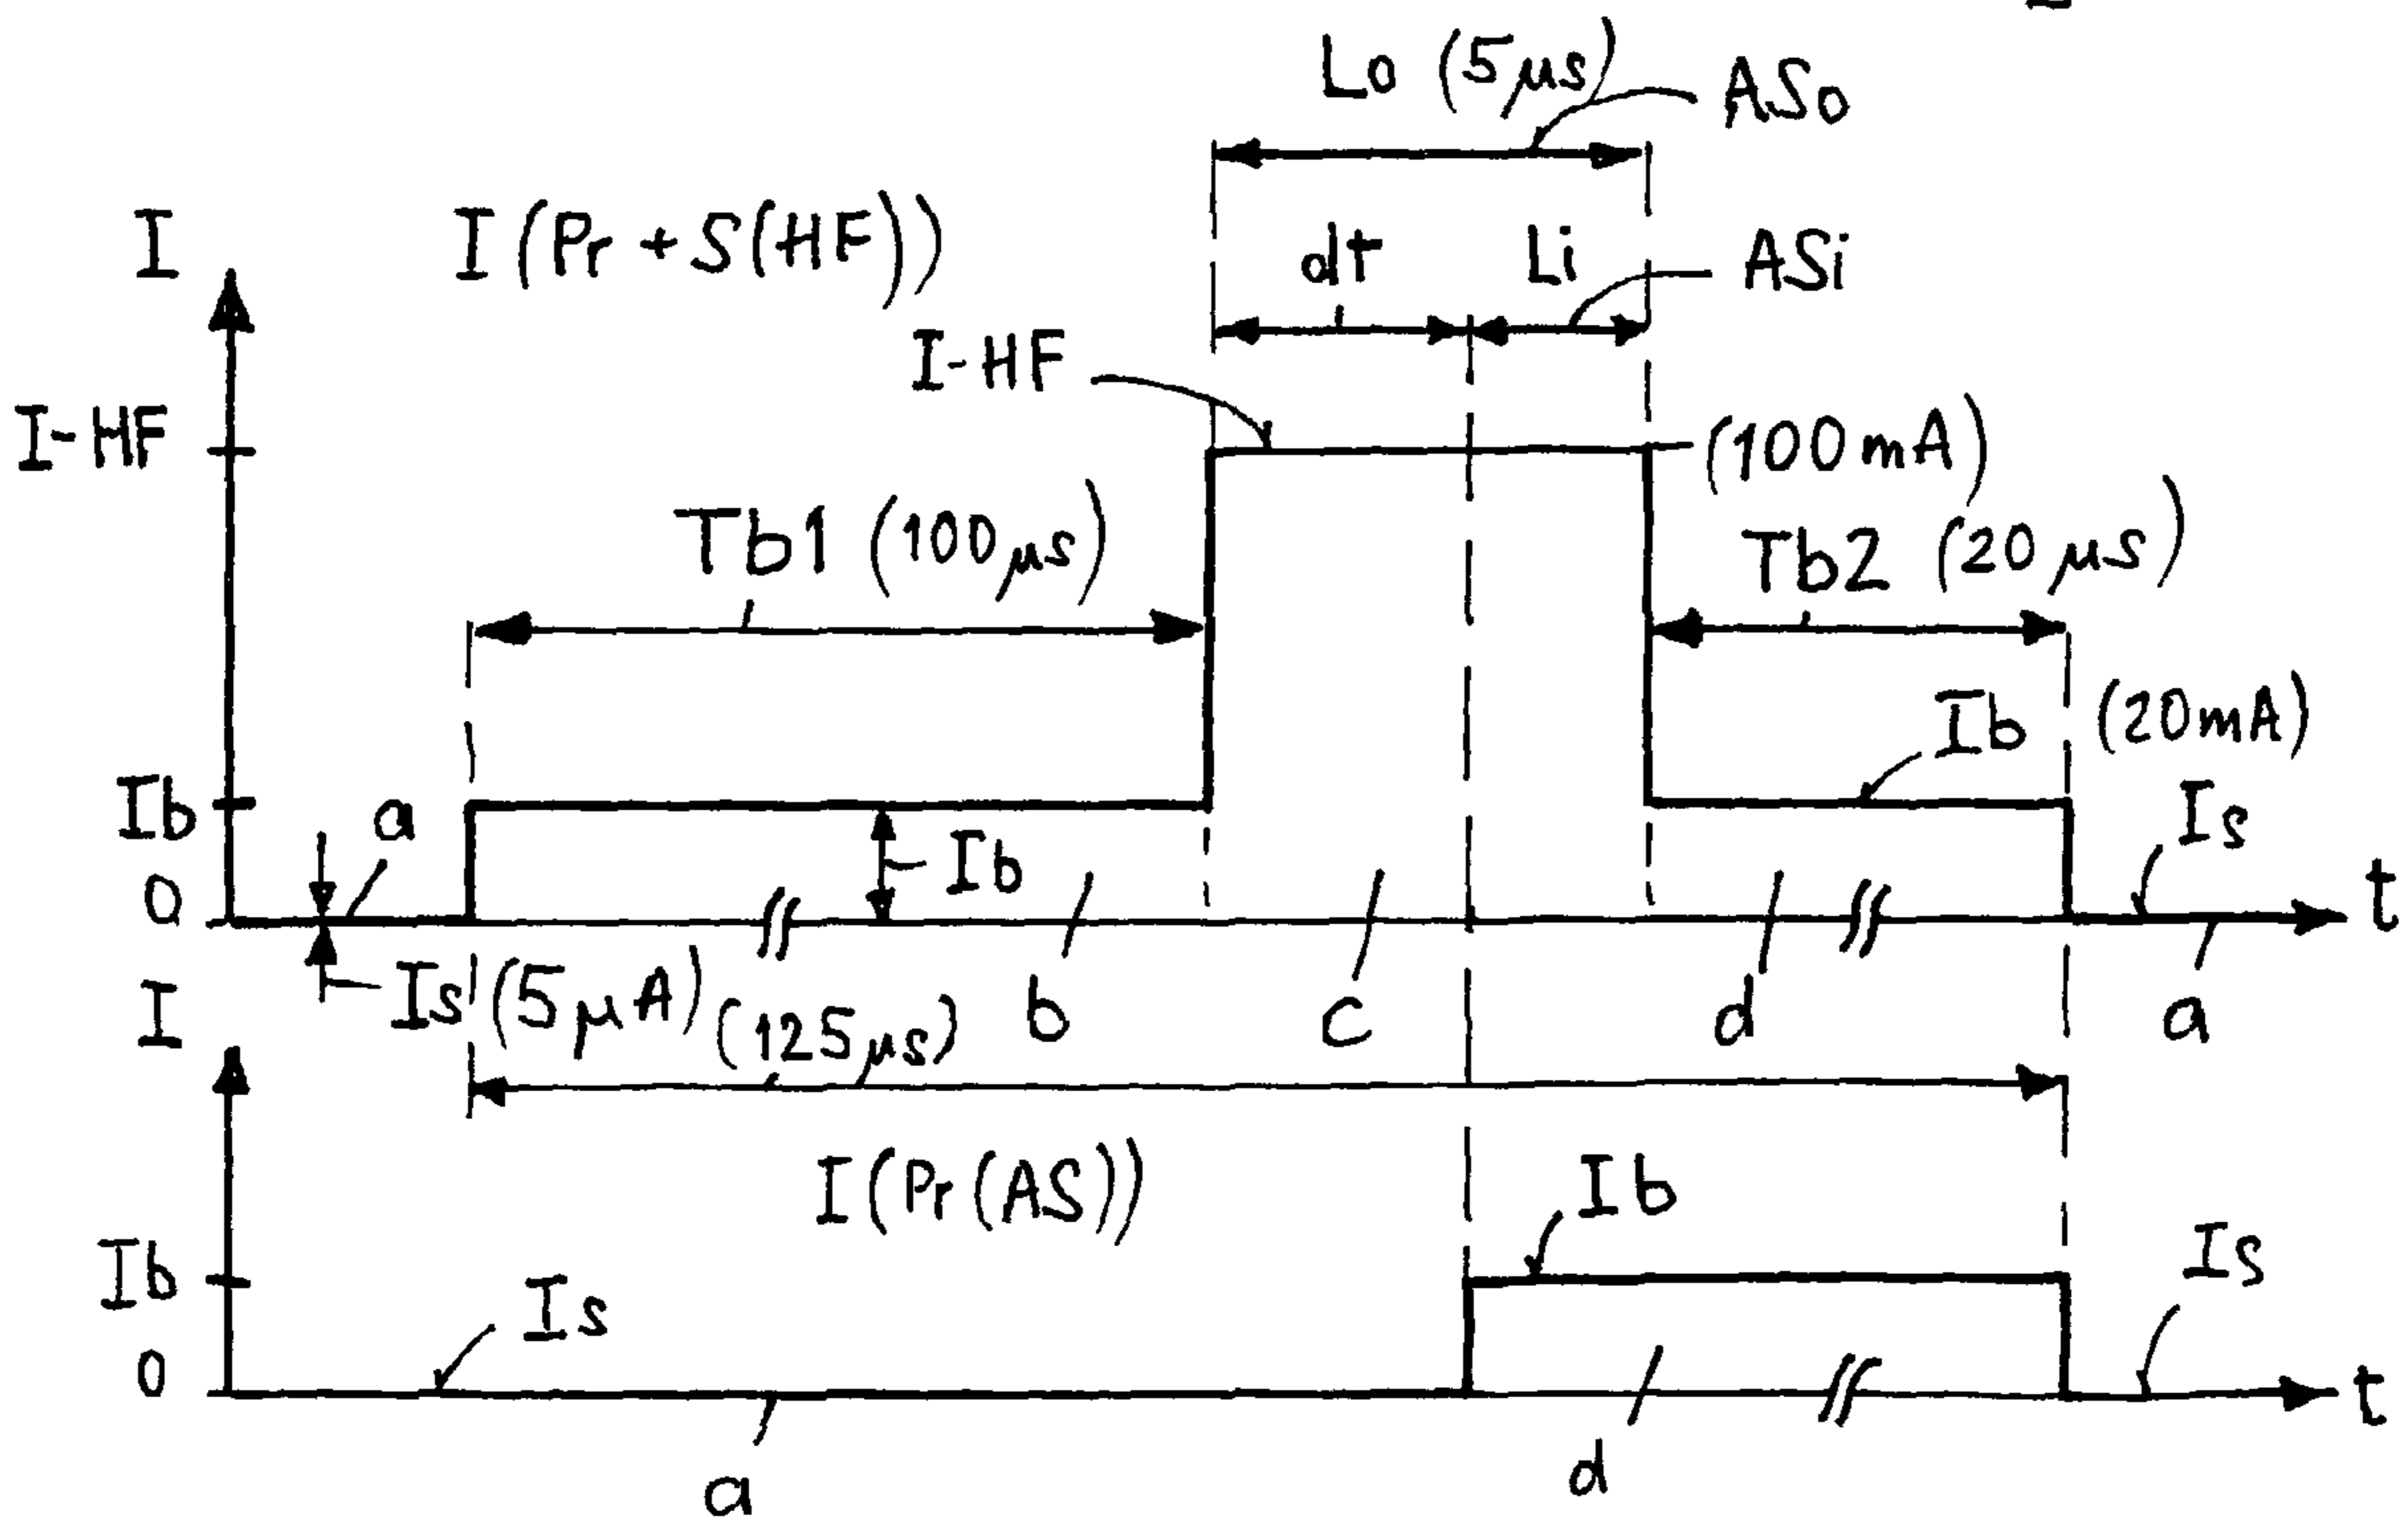 Lo (5µs) ASo
I I (Pr + S(HF)) dt Li ASi
I-HF
I-HF (100mA)
Tb1 (100µs) Tb2 (20µs)
Ib (20mA)
Ib a Ib Is
0 t
I Is (5µA) (125µs) b c d a
I(Pr(AS)) Ib
Ib Is Is
0 t
a d